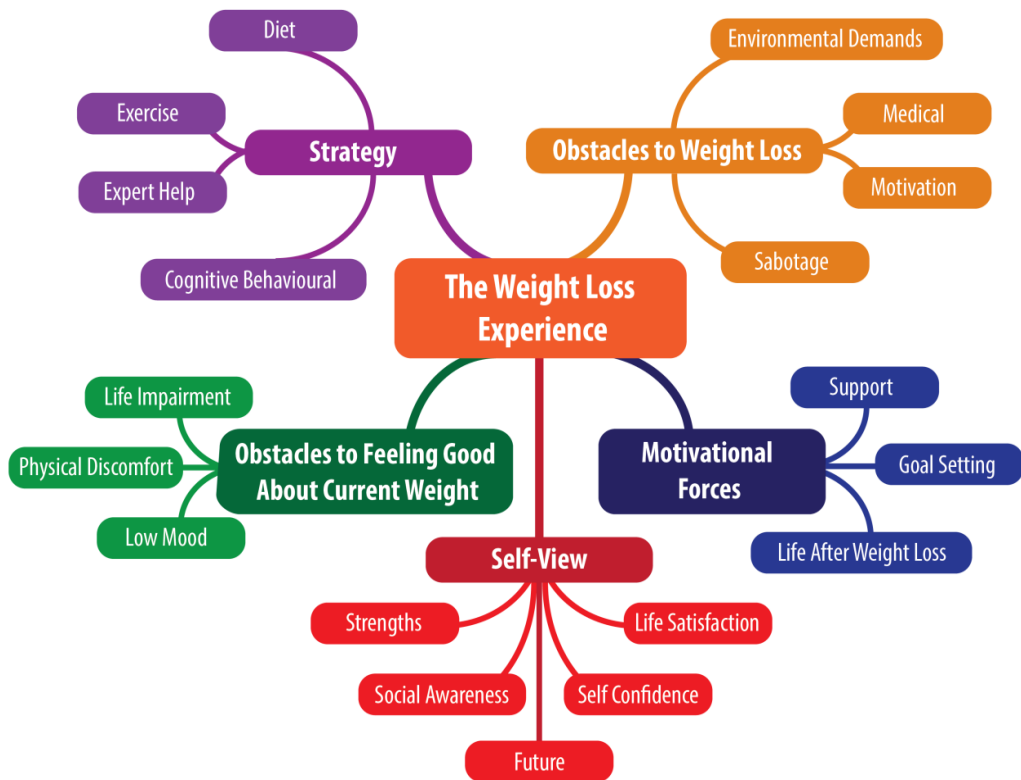 Diet
Exercise
Expert Help
Cognitive Behavioural
Strategy
Environmental Demands
Medical
Motivation
Sabotage
Obstacles to Weight Loss
The Weight Loss
Experience
Life Impairment
Physical Discomfort
Low Mood
Obstacles to Feeling Good
About Current Weight
Motivational
Forces
Support
Goal Setting
Life After Weight Loss
Self-View
Strengths
Life Satisfaction
Social Awareness
Self Confidence
Future